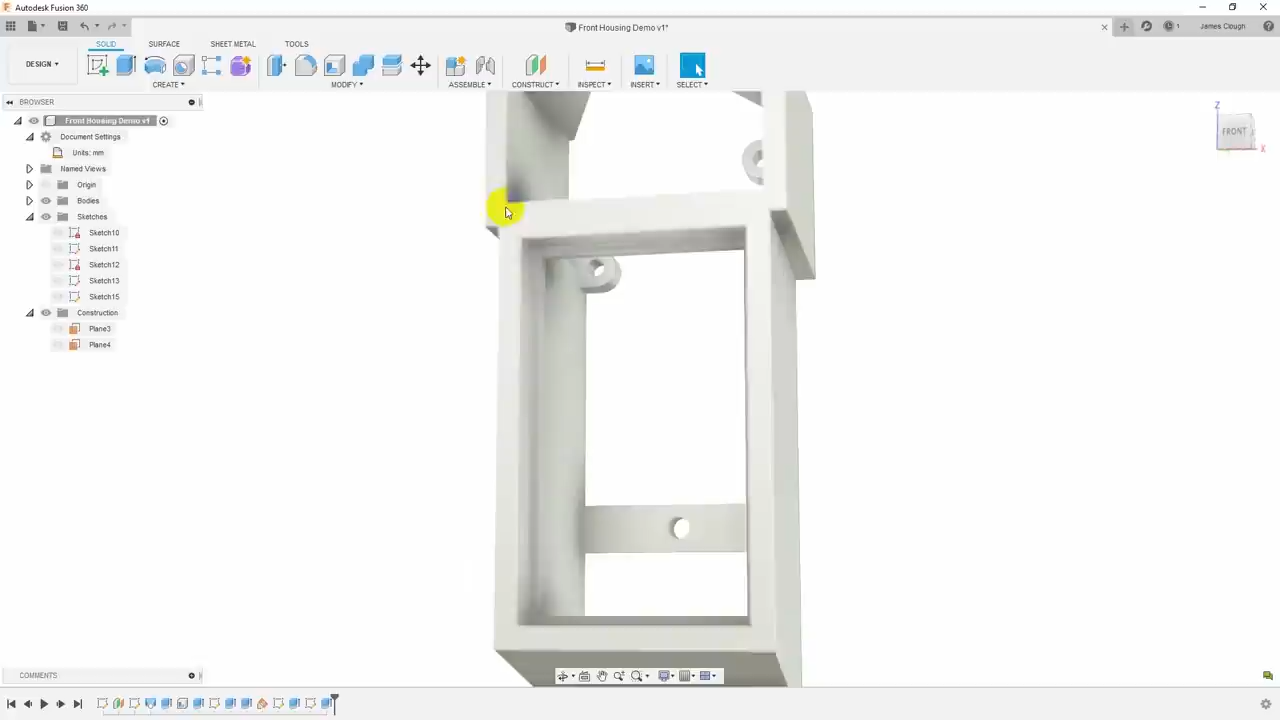 Autodesk Fusion 360
Front Housing Demo v1*
1
James Clough
SOLID
SURFACE
SHEET METAL
TOOLS
DESIGN
CREATE
MODIFY
ASSEMBLE
CONSTRUCT
INSPECT
INSERT
SELECT
BROWSER
Front Housing Demo v1
Document Settings
Units: mm
Named Views
Origin
Bodies
Sketches
Sketch10
Sketch11
Sketch12
Sketch13
Sketch15
Construction
Plane3
Plane4
Z
FRONT
X
COMMENTS